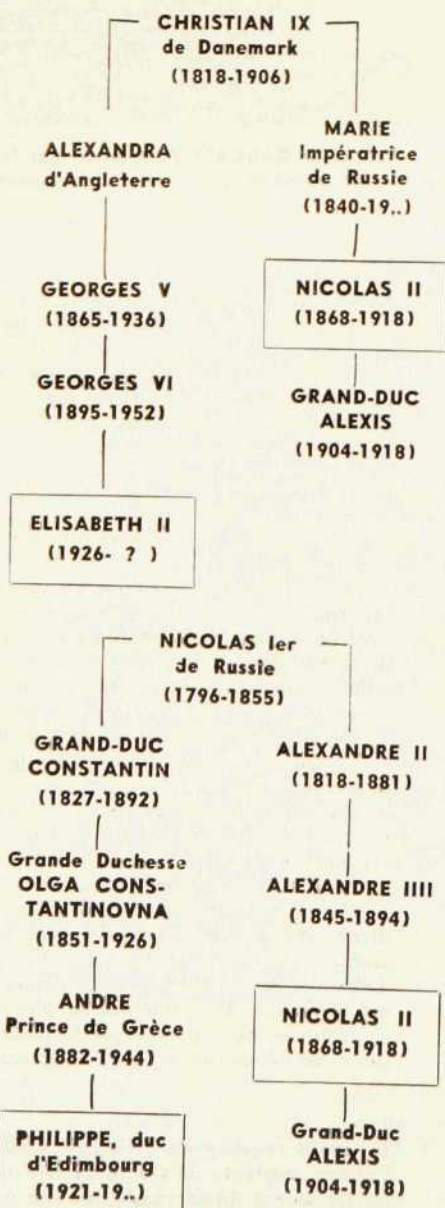 CHRISTIAN IX
de Danemark
(1818-1906)
ALEXANDRA
d'Angleterre
MARIE
Impératrice
de Russie
(1840-19..)
GEORGES V
(1865-1936)
NICOLAS II
(1868-1918)
GEORGES VI
(1895-1952)
GRAND-DUC
ALEXIS
(1904-1918)
ELISABETH II
(1926- ? )
NICOLAS Ier
de Russie
(1796-1855)
GRAND-DUC
CONSTANTIN
(1827-1892)
ALEXANDRE II
(1818-1881)
Grande Duchesse
OLGA CONS-
TANTINOVNA
(1851-1926)
ALEXANDRE IIII
(1845-1894)
ANDRE
Prince de Grèce
(1882-1944)
NICOLAS II
(1868-1918)
PHILIPPE, duc
d'Edimbourg
(1921-19..)
Grand-Duc
ALEXIS
(1904-1918)